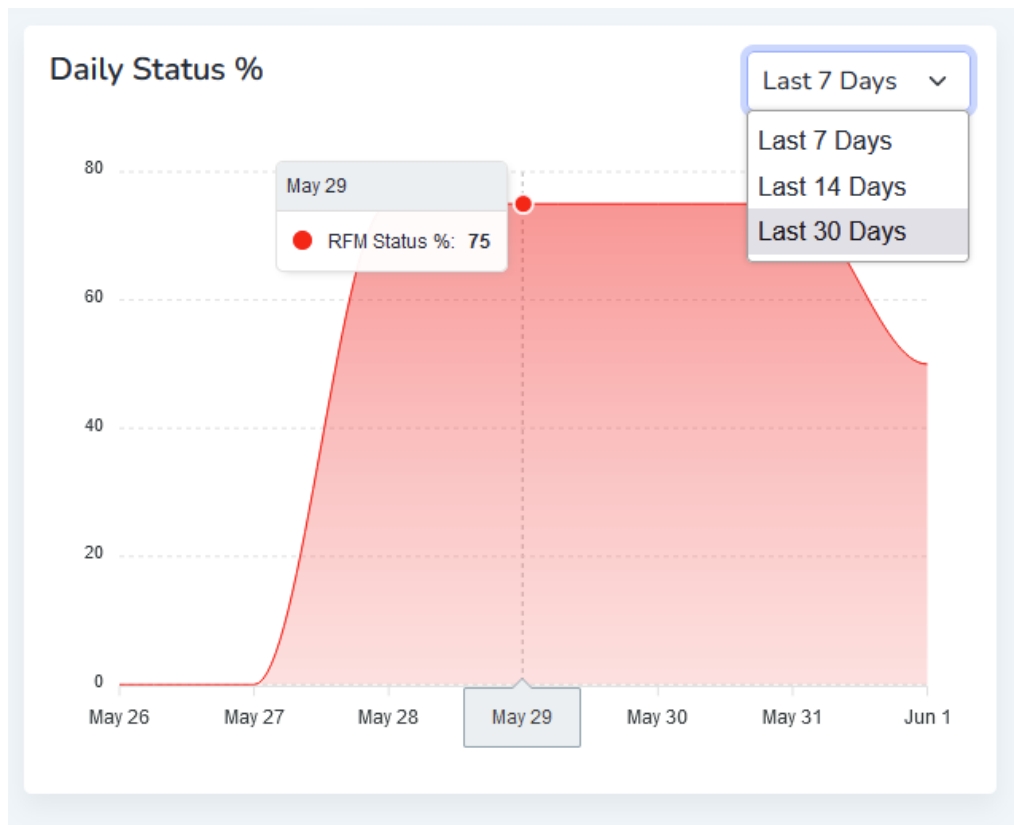 Daily Status %
Last 7 Days
Last 7 Days
Last 14 Days
Last 30 Days
80
May 29
RFM Status %: 75
60
40
20
0
May 26 May 27 May 28 May 29 May 30 May 31 Jun 1